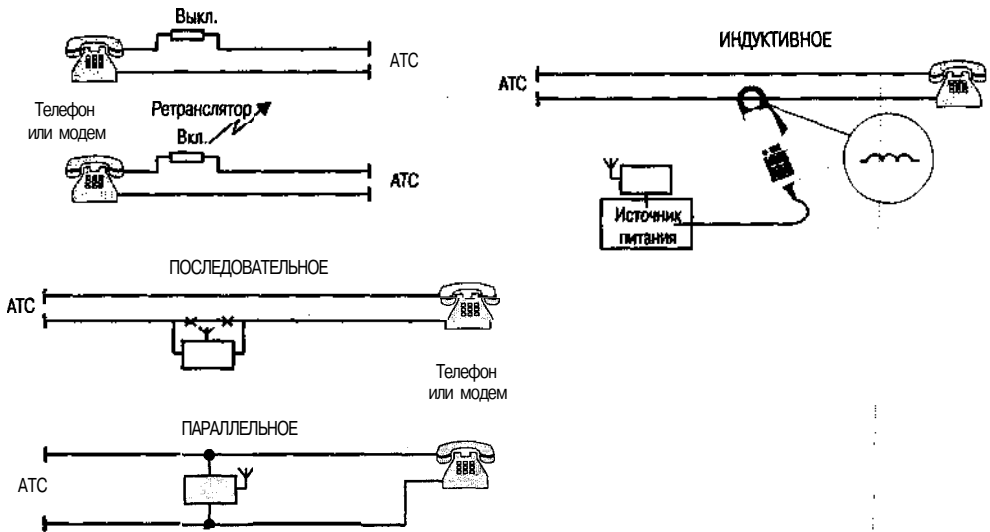 Выкл.
АТС
Телефон
или модем
Ретранслятор
Вкл.
АТС
ПОСЛЕДОВАТЕЛЬНОЕ
АТС
Телефон
или модем
ПАРАЛЛЕЛЬНОЕ
АТС
ИНДУКТИВНОЕ
АТС
Источник
питания